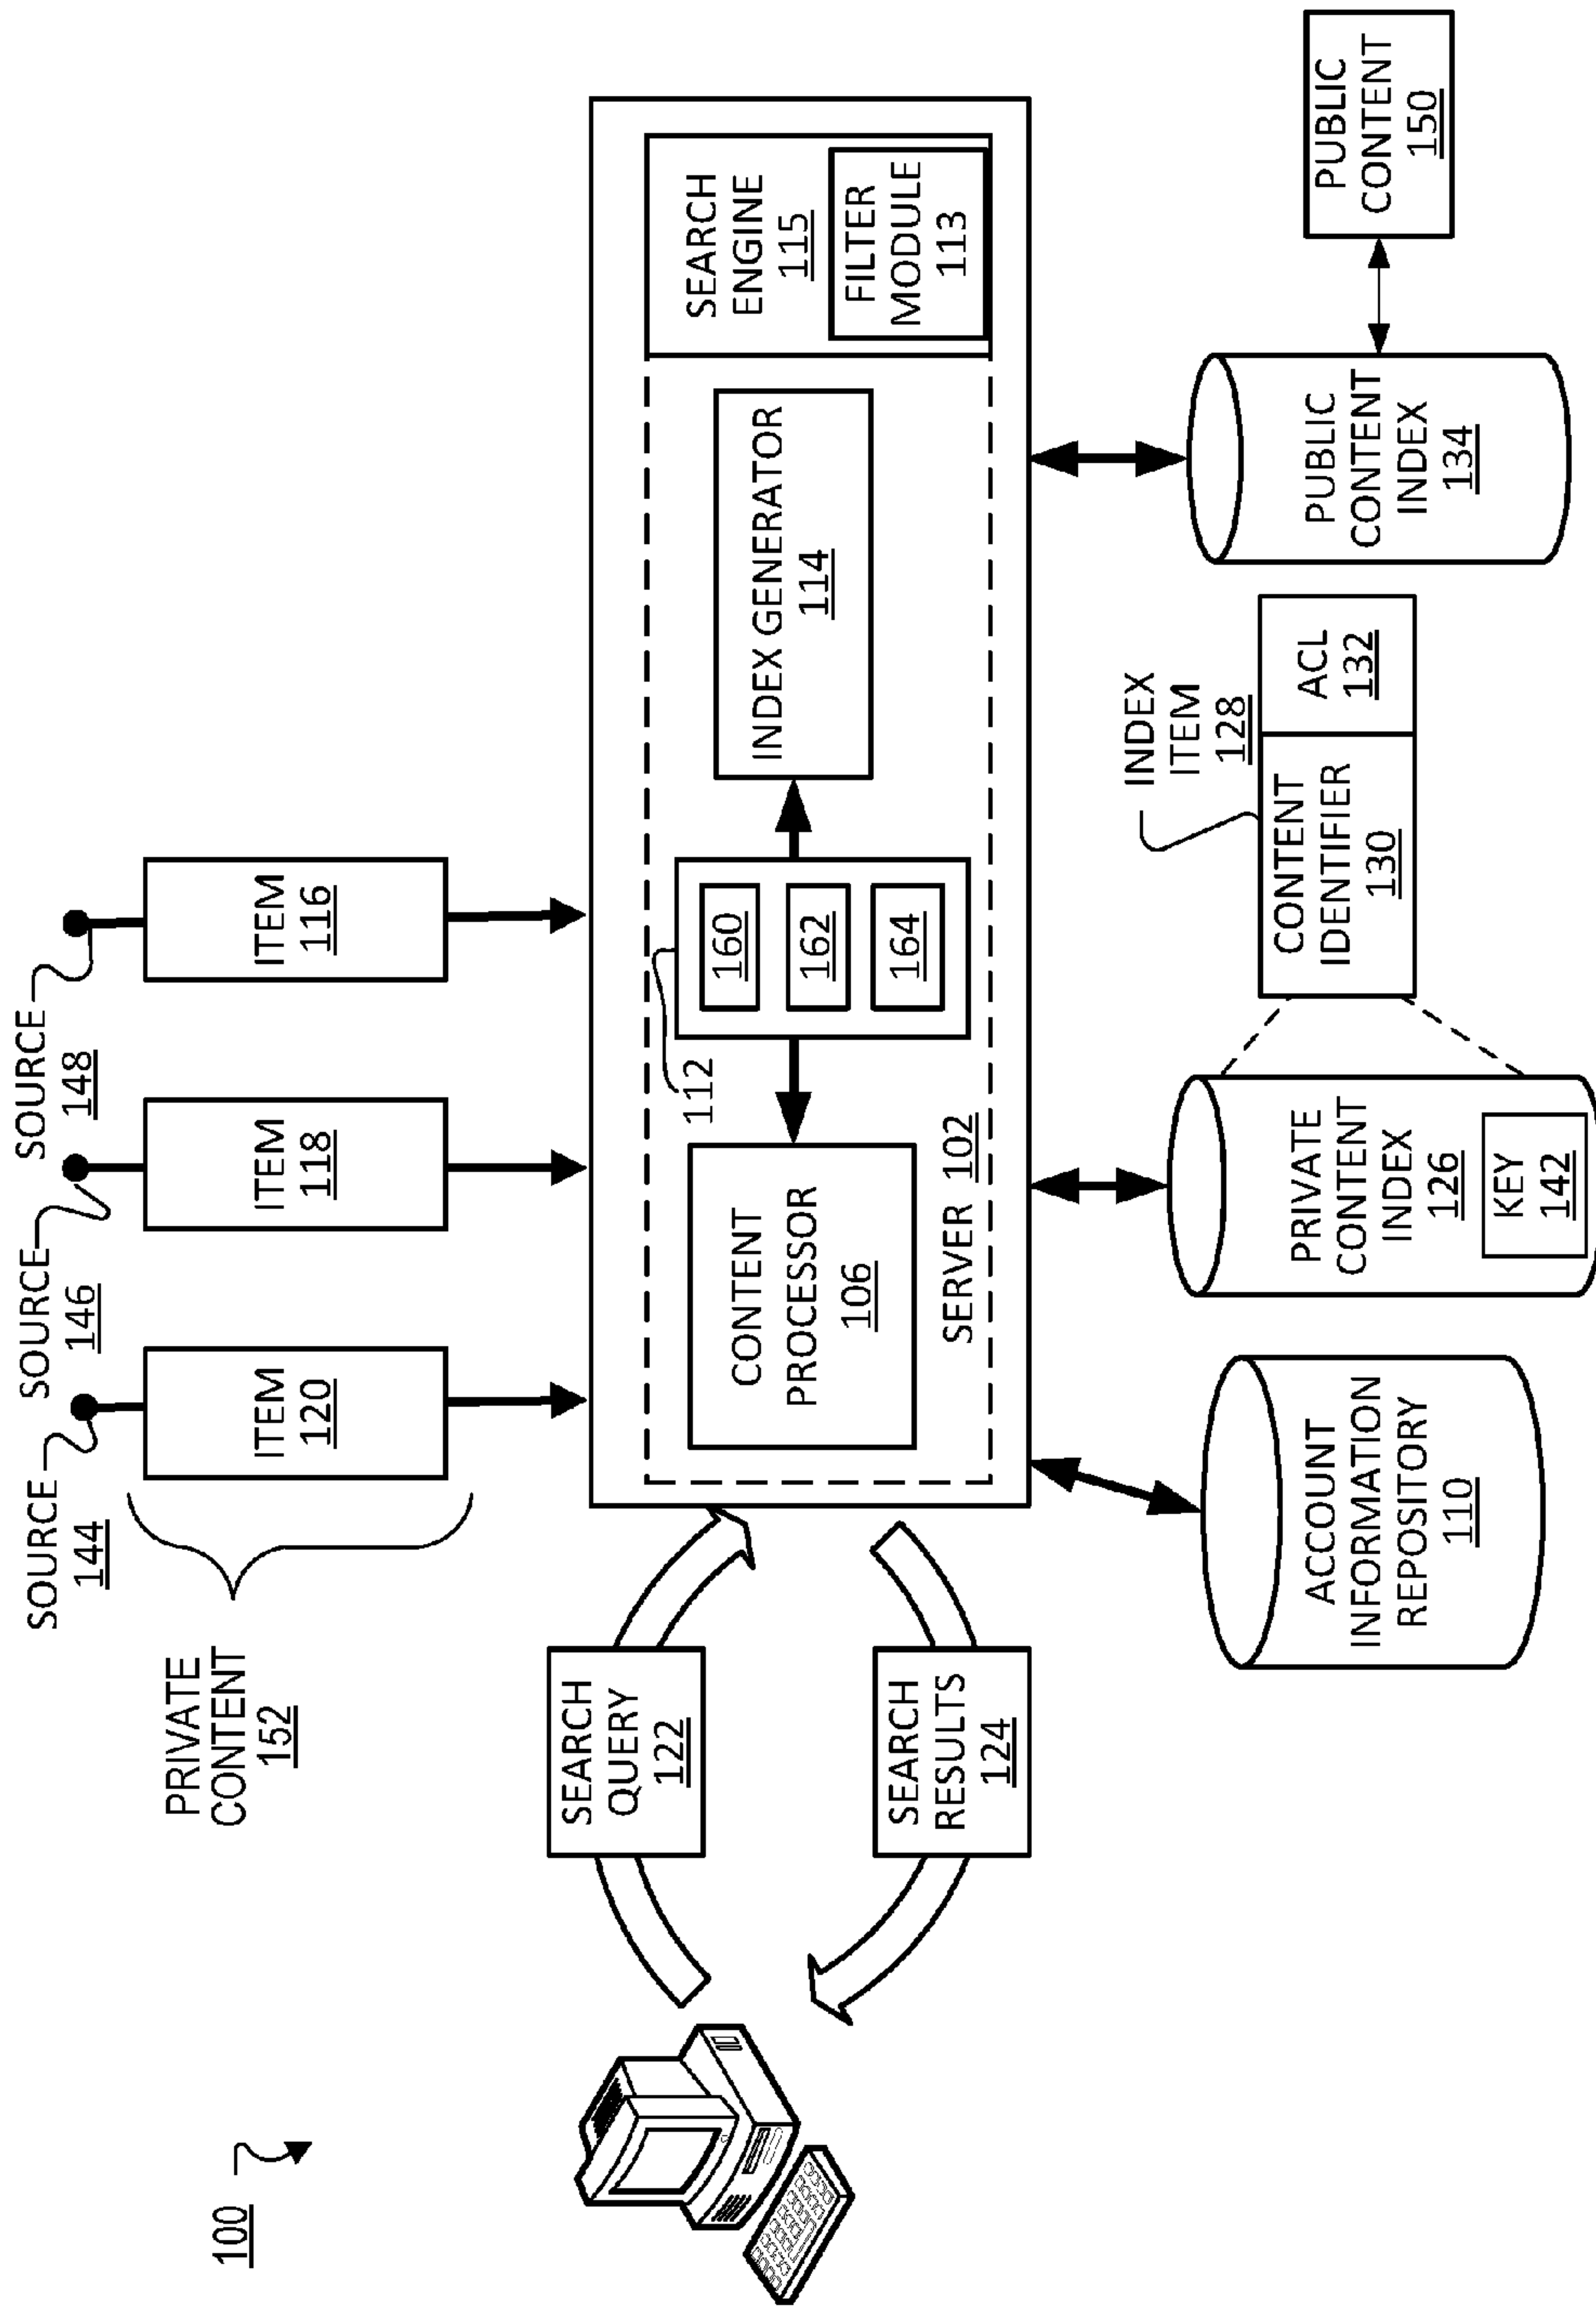 100
SOURCE
144
SOURCE
146
SOURCE
148
PRIVATE
CONTENT
152
ITEM
120
ITEM
118
ITEM
116
SEARCH
QUERY
122
SEARCH
RESULTS
124
CONTENT
PROCESSOR
106
112
160
162
164
INDEX GENERATOR
114
SEARCH
ENGINE
115
FILTER
MODULE
113
SERVER 102
ACCOUNT
INFORMATION
REPOSITORY
110
PRIVATE
CONTENT
INDEX
126
KEY
142
INDEX
ITEM
128
CONTENT
IDENTIFIER
130
ACL
132
PUBLIC
CONTENT
INDEX
134
PUBLIC
CONTENT
150